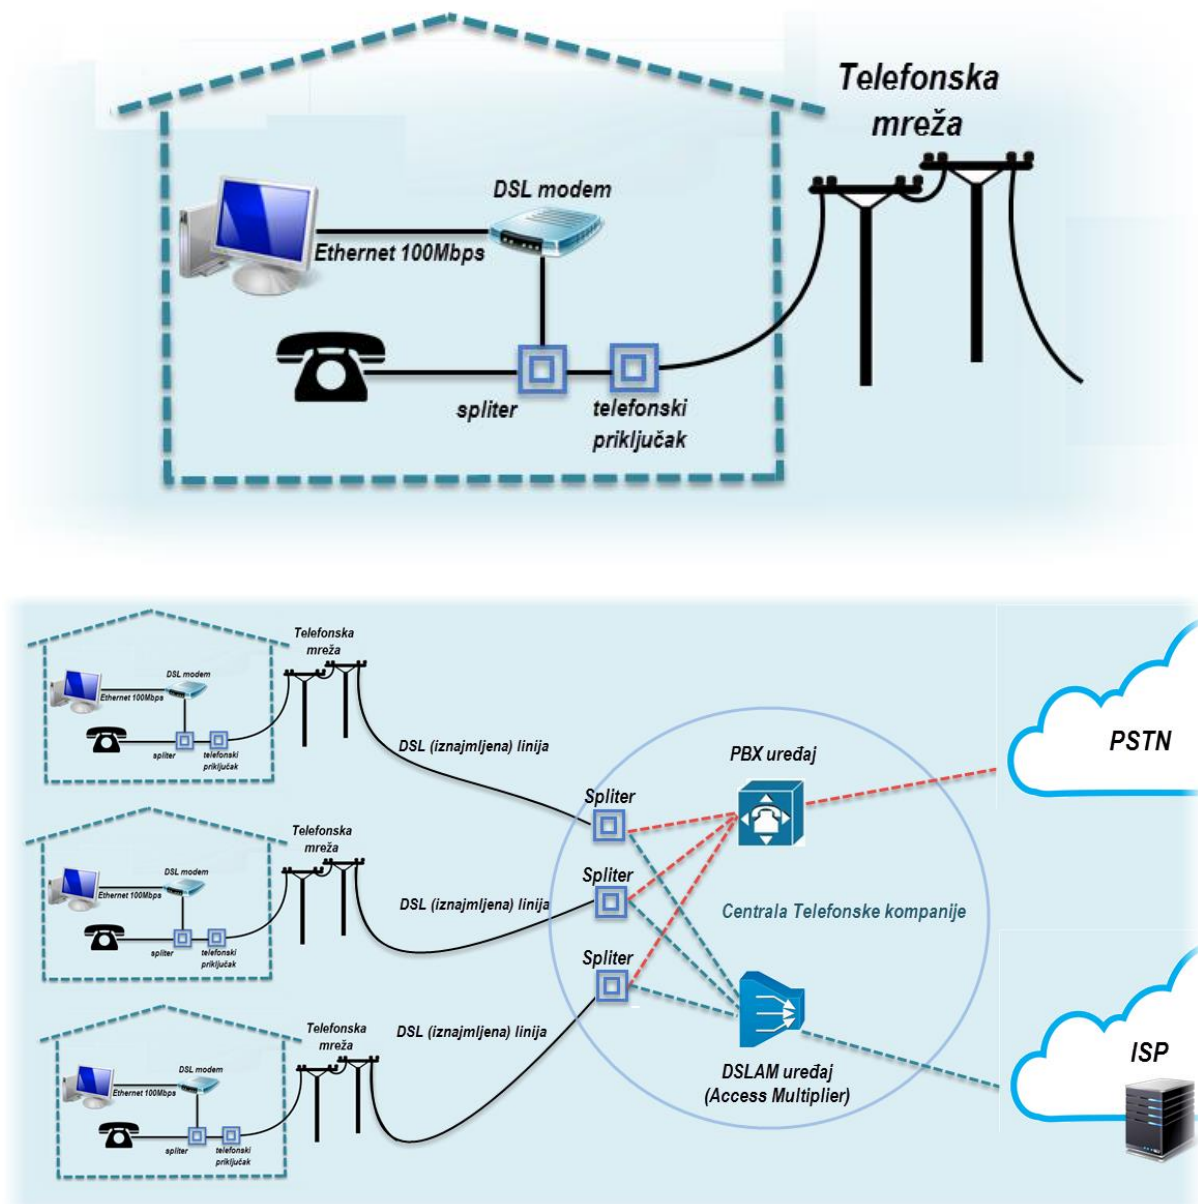 Telefonska
mreža
DSL modem
Ethernet 100Mbps
spliter
telefonski
priključak
Telefonska
mreža
DSL modem
Ethernet 100Mbps
spliter
telefonski
priključak
DSL (iznajmljena) linija
Spliter
PBX uređaj
PSTN
Telefonska
mreža
DSL modem
Ethernet 100Mbps
spliter
telefonski
priključak
DSL (iznajmljena) linija
Spliter
Centrala Telefonske kompanije
Spliter
Telefonska
mreža
DSL modem
Ethernet 100Mbps
spliter
telefonski
priključak
DSL (iznajmljena) linija
DSLAM uređaj
(Access Multiplier)
ISP